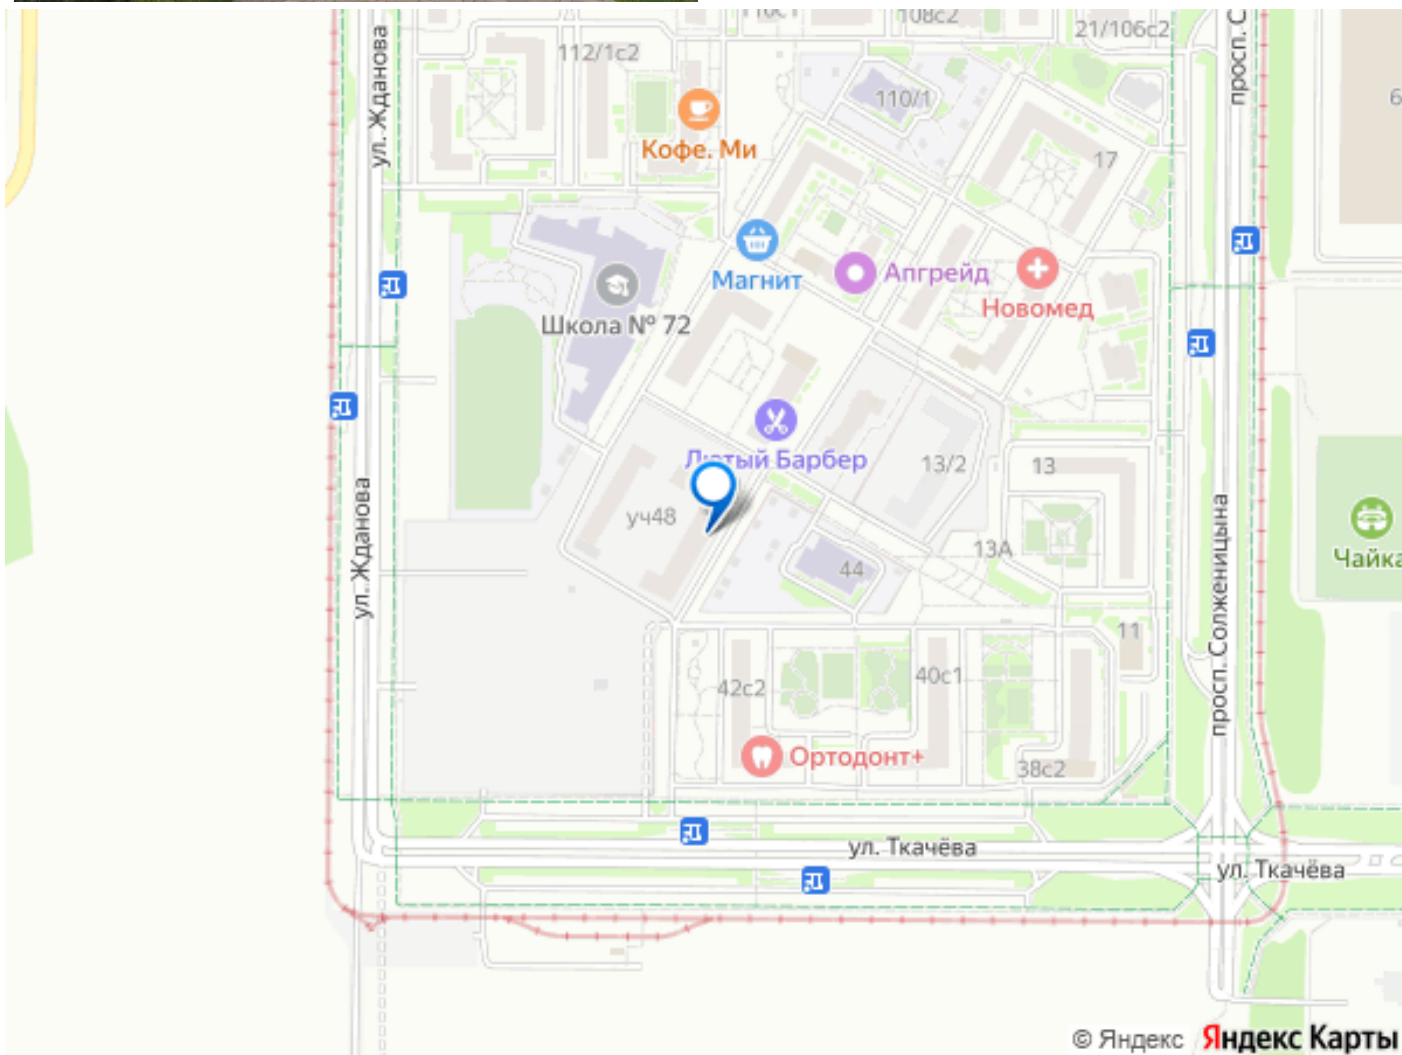 108с2
21/106с2
ул. Жданова
112/1с2
110/1
Кофе. Ми
17
Магнит
Апгрейд
Новомед
Школа № 72
Лютый Барбер
13/2
13
уч48
ул. Жданова
13А
44
просп. Солженицына
Чайка
11
42с2
40с1
Ортодонт+
38с2
ул. Ткачёва
ул. Ткачёва
© Яндекс Яндекс Карты